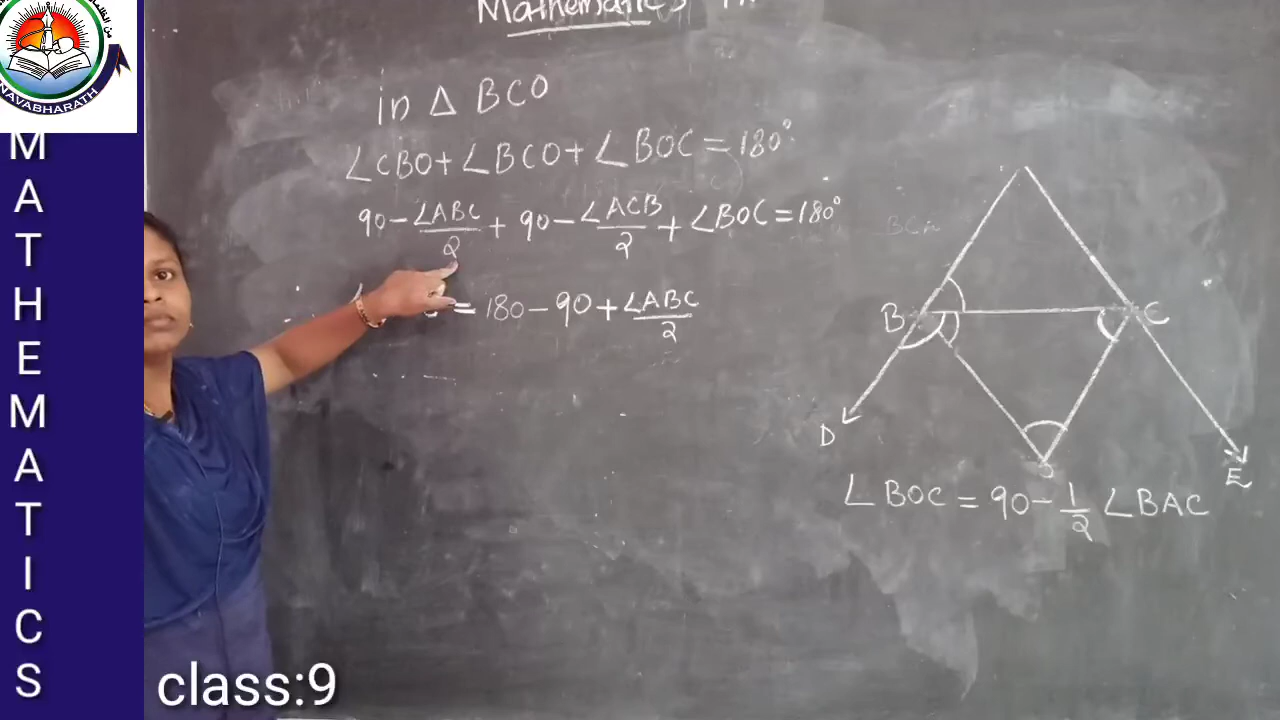 NAVABHARATH
MATHEMATICS
Mathematics
in Δ BCO
∠CBO + ∠BCO + ∠BOC = 180°
90 - ∠ABC/2 + 90 - ∠ACB/2 + ∠BOC = 180°
= 180 - 90 + ∠ABC/2
B
C
D
E
∠BOC = 90 - 1/2 ∠BAC
class:9